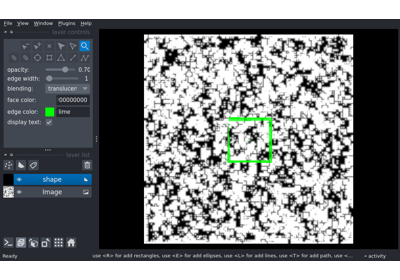 File View Window Plugins Help
layer controls
opacity: 0.70
edge width: 1
blending: translucen
face color: 00000000
edge color: lime
display text:
layer list
shape
Image
Ready use <R> for add rectangles, use <E> for add ellipses, use <L> for add lines, use <T> for add path, use <... activity